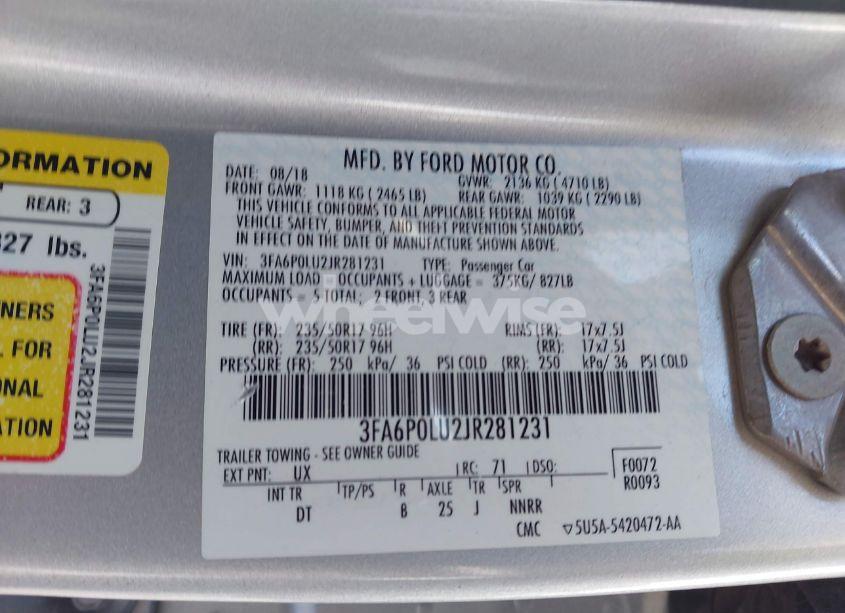 ORMATION
REAR: 3
827 lbs.
NERS
L FOR
ONAL
ATION
3FA6P0LU2JR281231
MFD. BY FORD MOTOR CO.
DATE: 08/18 GVWR: 2136 KG ( 4710 LB)
FRONT GAWR: 1118 KG ( 2465 LB) REAR GAWR: 1039 KG ( 2290 LB)
THIS VEHICLE CONFORMS TO ALL APPLICABLE FEDERAL MOTOR
VEHICLE SAFETY, BUMPER, AND THEFT PREVENTION STANDARDS
IN EFFECT ON THE DATE OF MANUFACTURE SHOWN ABOVE.
VIN: 3FA6P0LU2JR281231 TYPE: Passenger Car
MAXIMUM LOAD = OCCUPANTS + LUGGAGE = 375KG/ 827LB
OCCUPANTS = 5 TOTAL; 2 FRONT, 3 REAR
wheelwise
TIRE (FR): 235/50R17 96H RIMS(FR): 17x7.5J
(RR): 235/50R17 96H (RR): 17x7.5J
PRESSURE (FR): 250 kPa/ 36 PSI COLD (RR): 250 kPa/ 36 PSI COLD
3FA6P0LU2JR281231
TRAILER TOWING - SEE OWNER GUIDE
EXT PNT: UX RC: 71 DSO: F0072
R0093
INT TR TP/PS R AXLE TR SPR
DT B 25 J NNRR
CMC ▽5U5A-5420472-AA